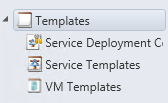 Templates
Service Deployment C
Service Templates
VM Templates